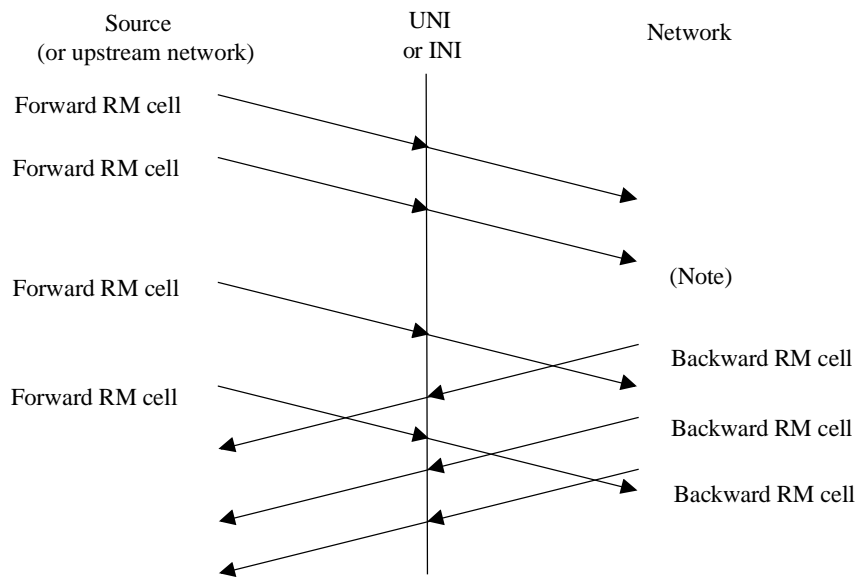 Source
(or upstream network)
UNI
or INI
Network
Forward RM cell
Forward RM cell
Forward RM cell
(Note)
Backward RM cell
Forward RM cell
Backward RM cell
Backward RM cell